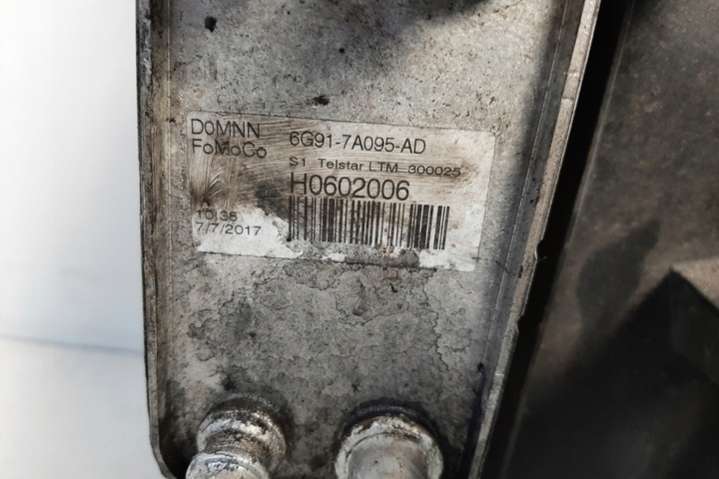 D0MNN 6G91-7A095-AD
FoMoCo S1 Telstar LTM 300025
H0602006
10:36
7/7/2017